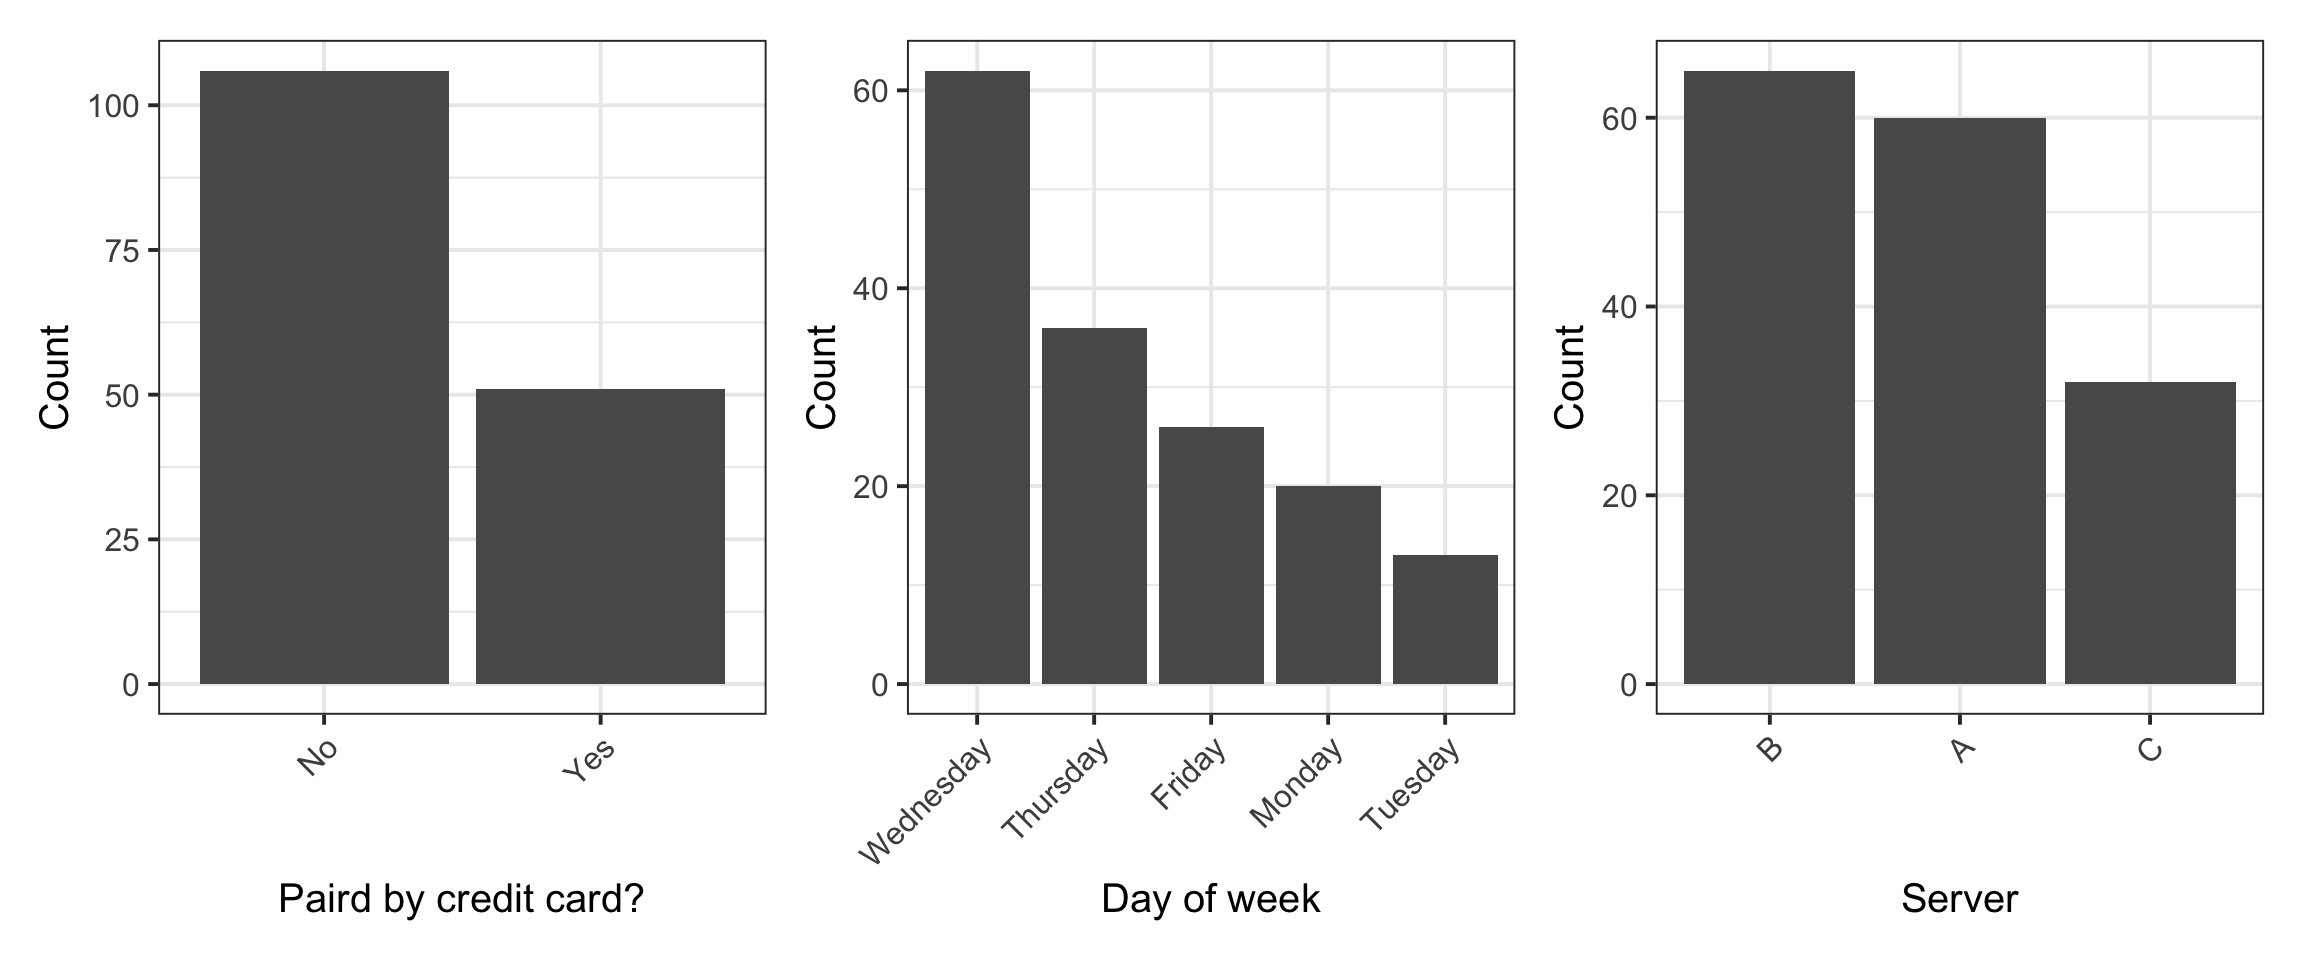 Count
100
75
50
25
0
No
Yes
Paird by credit card?
Count
60
40
20
0
Wednesday
Thursday
Friday
Monday
Tuesday
Day of week
Count
60
40
20
0
B
A
C
Server